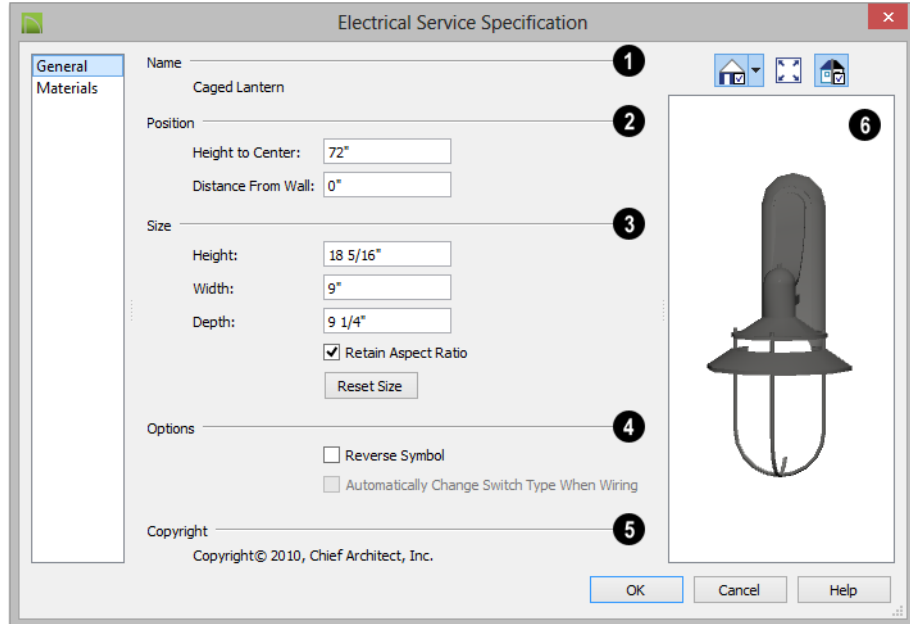 Electrical Service Specification
General
Materials
Name
1
Caged Lantern
Position
2
Height to Center: 72"
Distance From Wall: 0"
Size
3
Height: 18 5/16"
Width: 9"
Depth: 9 1/4"
Retain Aspect Ratio
Reset Size
Options
4
Reverse Symbol
Automatically Change Switch Type When Wiring
Copyright
5
Copyright© 2010, Chief Architect, Inc.
6
OK Cancel Help